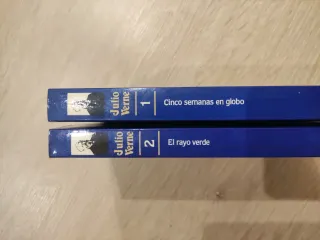 Julio
Verne
1
Cinco semanas en globo
Julio
Verne
2
El rayo verde